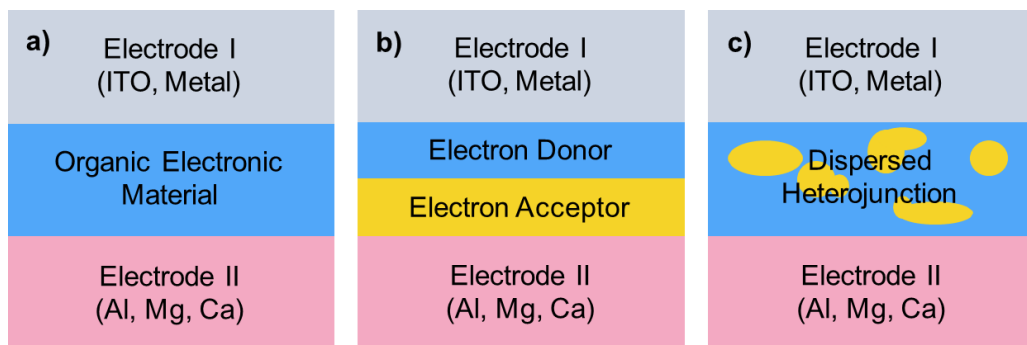 a)
Electrode I
(ITO, Metal)
Organic Electronic
Material
Electrode II
(Al, Mg, Ca)
b)
Electrode I
(ITO, Metal)
Electron Donor
Electron Acceptor
Electrode II
(Al, Mg, Ca)
c)
Electrode I
(ITO, Metal)
Dispersed
Heterojunction
Electrode II
(Al, Mg, Ca)